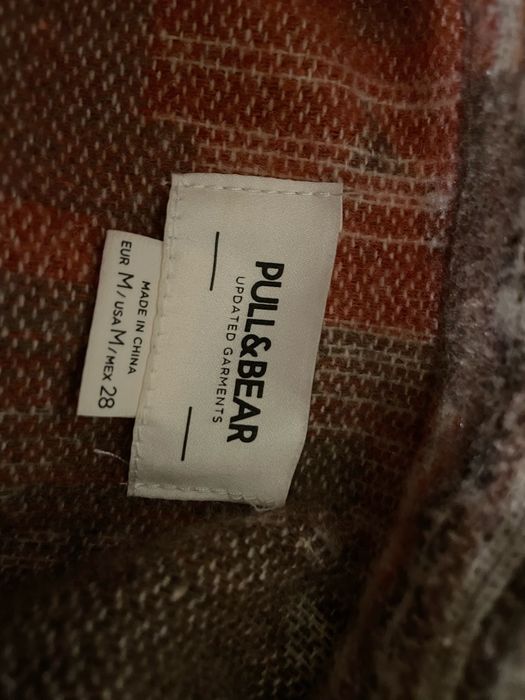 PULL&BEAR
UPDATED GARMENTS
MADE IN CHINA
EUR M/USA M/MEX 28